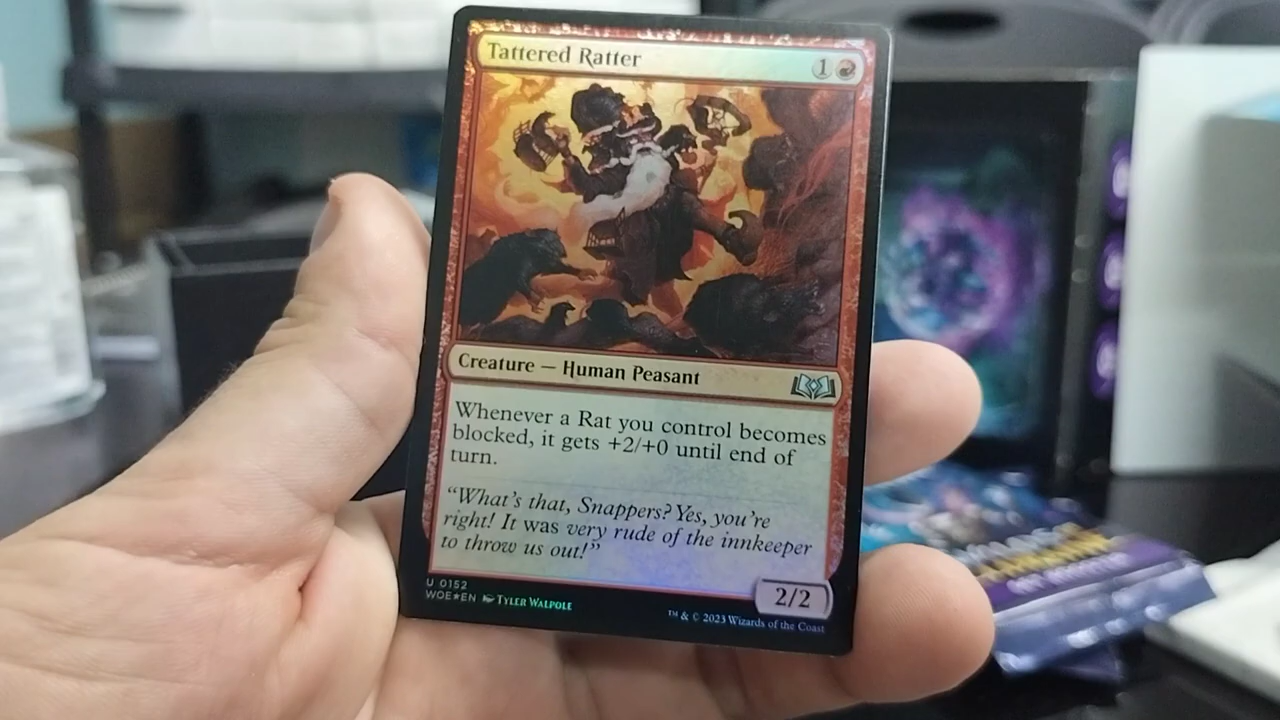 Tattered Ratter
1
Creature — Human Peasant
Whenever a Rat you control becomes
blocked, it gets +2/+0 until end of
turn.
“What’s that, Snappers? Yes, you’re
right! It was very rude of the innkeeper
to throw us out!”
2/2
U 0152
WOE★EN TYLER WALPOLE
™ & © 2023 Wizards of the Coast